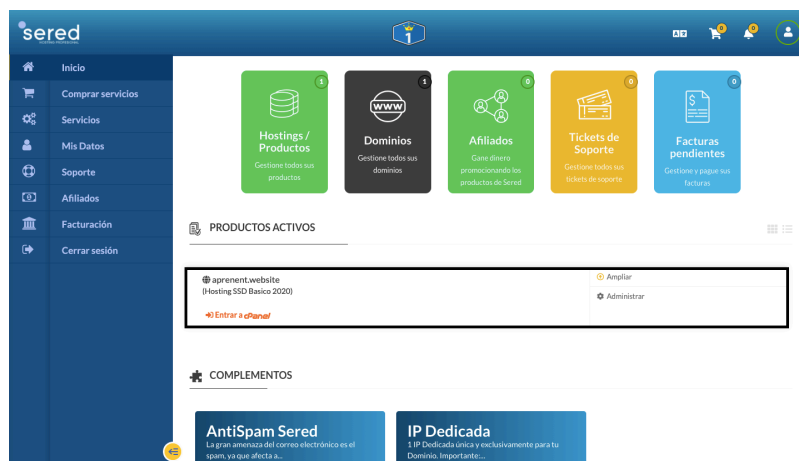 sered
1
0
0
Inicio
Comprar servicios
Servicios
Mis Datos
Soporte
Afiliados
Facturación
Cerrar sesión
1
Hostings /
Productos
Gestione todos sus
productos
1
www
Dominios
Gestione todos sus
dominios
0
Afiliados
Gane dinero
promocionando los
productos de Sered
0
Tickets de
Soporte
Gestione todos sus
tickets de soporte
0
$
Facturas
pendientes
Gestione y pague sus
facturas
PRODUCTOS ACTIVOS
aprenent.website
(Hosting SSD Basico 2020)
Entrar a cPanel
Ampliar
Administrar
COMPLEMENTOS
AntiSpam Sered
La gran amenaza del correo electrónico es el
spam, ya que afecta a...
IP Dedicada
1 IP Dedicada única y exclusivamente para tu
Dominio. Importante:...